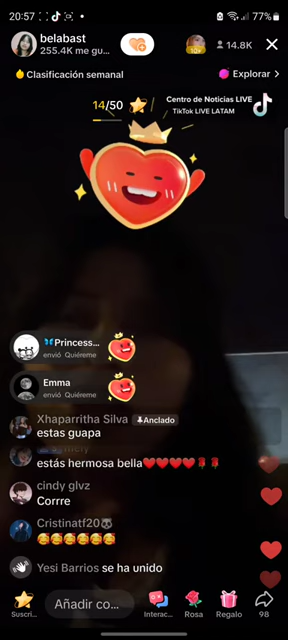 20:57
77%
belabast
255.4K me gu...
10+
14.8K
Clasificación semanal
Explorar >
14/50
Centro de Noticias LIVE
TikTok LIVE LATAM
Princess...
envió Quiéreme
Emma
envió Quiéreme
Xhaparritha Silva Anclado
estas guapa
estás hermosa bella
cindy glvz
Corrre
Cristinatf20
Yesi Barrios se ha unido
Suscri...
Añadir co...
Interac...
Rosa
Regalo
98